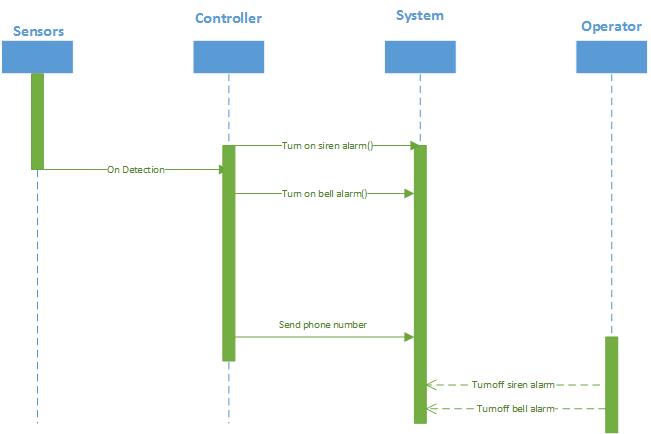 Sensors
Controller
System
Operator
Turn on siren alarm()
On Detection
Turn on bell alarm()
Send phone number
Turnoff siren alarm
Turnoff bell alarm